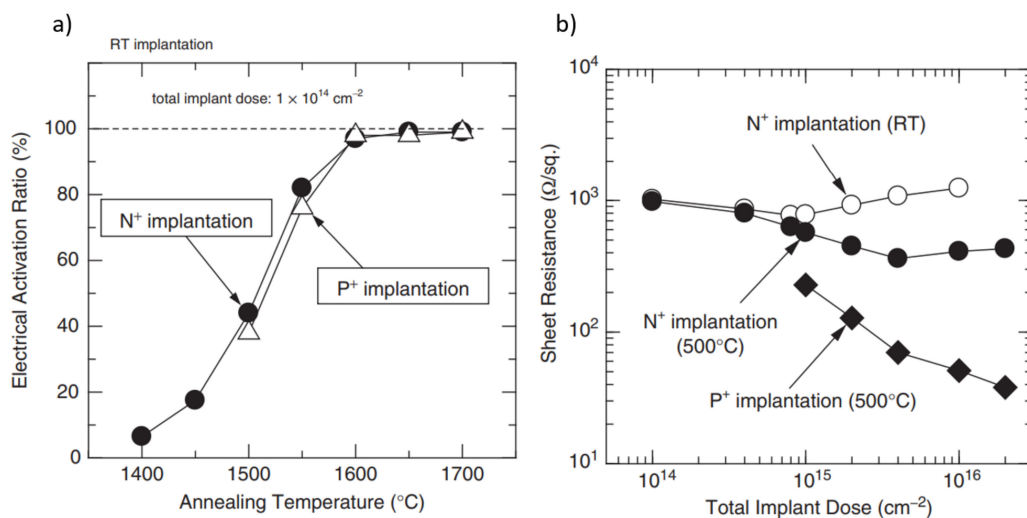 a)
RT implantation
total implant dose: 1 × 10¹⁴ cm⁻²
Electrical Activation Ratio (%)
100
80
60
40
20
0
N⁺ implantation
P⁺ implantation
1400 1500 1600 1700
Annealing Temperature (°C)
b)
Sheet Resistance (Ω/sq.)
10⁴
10³
10²
10¹
N⁺ implantation (RT)
N⁺ implantation
(500°C)
P⁺ implantation (500°C)
10¹⁴ 10¹⁵ 10¹⁶
Total Implant Dose (cm⁻²)